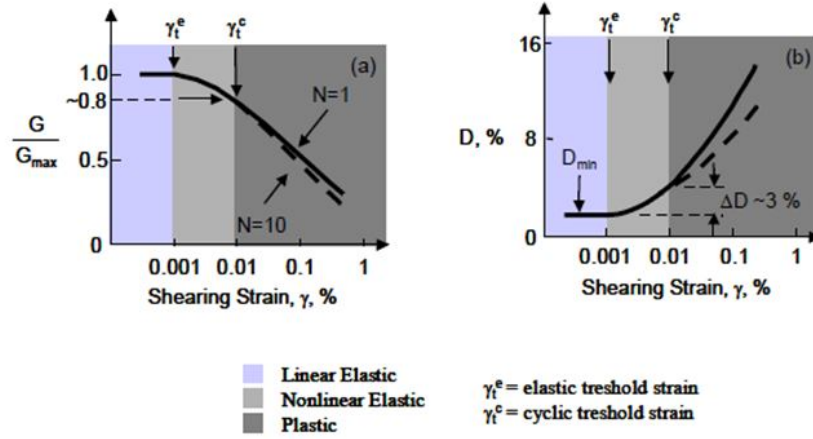 γtᵉ γtᶜ
(a)
1.0
~0.8
G
Gmax
0.5
N=1
N=10
0
0.001 0.01 0.1 1
Shearing Strain, γ, %
γtᵉ γtᶜ
16
(b)
D, %
8
Dmin
ΔD ~3 %
0
0.001 0.01 0.1 1
Shearing Strain, γ, %
Linear Elastic
Nonlinear Elastic
Plastic
γtᵉ = elastic treshold strain
γtᶜ = cyclic treshold strain